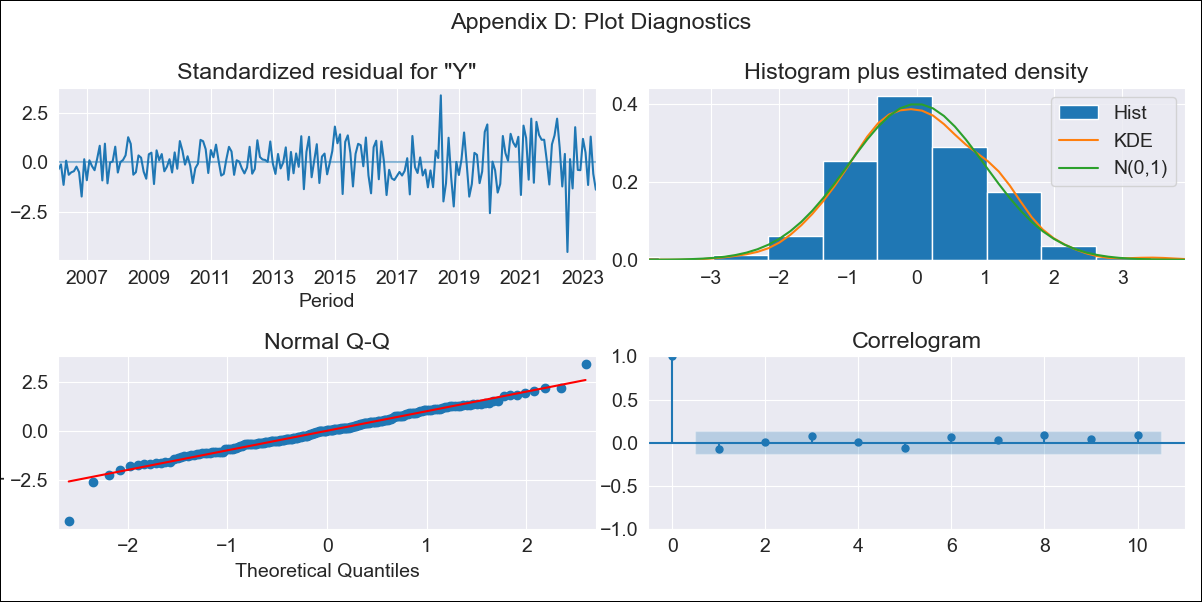 Appendix D: Plot Diagnostics
Standardized residual for "Y"
2.5
0.0
−2.5
2007 2009 2011 2013 2015 2017 2019 2021 2023
Period
Histogram plus estimated density
0.4
0.2
0.0
−3 −2 −1 0 1 2 3
Hist
KDE
N(0,1)
Normal Q-Q
2.5
0.0
−2.5
−2 −1 0 1 2
Theoretical Quantiles
Correlogram
1.0
0.5
0.0
−0.5
−1.0
0 2 4 6 8 10